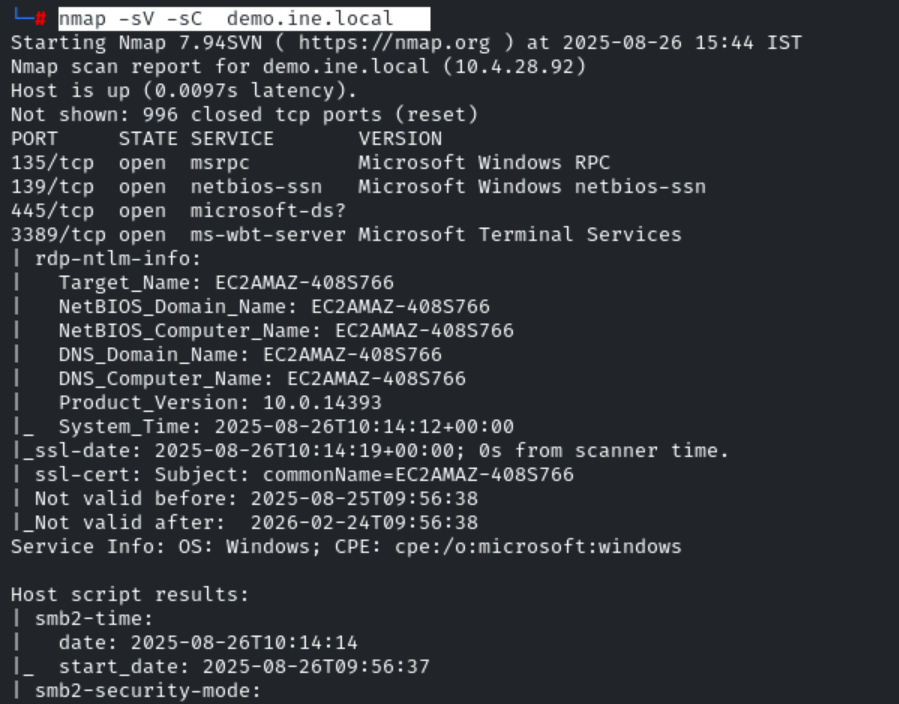 └─# nmap -sV -sC  demo.ine.local
Starting Nmap 7.94SVN ( https://nmap.org ) at 2025-08-26 15:44 IST
Nmap scan report for demo.ine.local (10.4.28.92)
Host is up (0.0097s latency).
Not shown: 996 closed tcp ports (reset)
PORT     STATE SERVICE       VERSION
135/tcp  open  msrpc         Microsoft Windows RPC
139/tcp  open  netbios-ssn   Microsoft Windows netbios-ssn
445/tcp  open  microsoft-ds?
3389/tcp open  ms-wbt-server Microsoft Terminal Services
| rdp-ntlm-info:
|   Target_Name: EC2AMAZ-408S766
|   NetBIOS_Domain_Name: EC2AMAZ-408S766
|   NetBIOS_Computer_Name: EC2AMAZ-408S766
|   DNS_Domain_Name: EC2AMAZ-408S766
|   DNS_Computer_Name: EC2AMAZ-408S766
|   Product_Version: 10.0.14393
|_  System_Time: 2025-08-26T10:14:12+00:00
|_ssl-date: 2025-08-26T10:14:19+00:00; 0s from scanner time.
| ssl-cert: Subject: commonName=EC2AMAZ-408S766
| Not valid before: 2025-08-25T09:56:38
|_Not valid after:  2026-02-24T09:56:38
Service Info: OS: Windows; CPE: cpe:/o:microsoft:windows

Host script results:
| smb2-time:
|   date: 2025-08-26T10:14:14
|_  start_date: 2025-08-26T09:56:37
| smb2-security-mode: